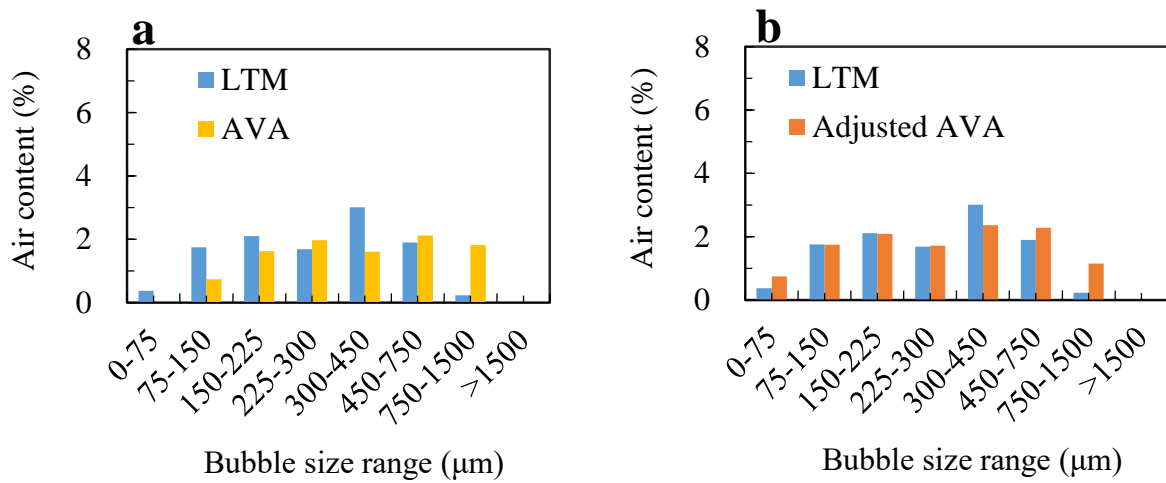 a
8
6
4
2
0
Air content (%)
LTM
AVA
0-75
75-150
150-225
225-300
300-450
450-750
750-1500
>1500
Bubble size range (μm)
b
8
6
4
2
0
Air content (%)
LTM
Adjusted AVA
0-75
75-150
150-225
225-300
300-450
450-750
750-1500
>1500
Bubble size range (μm)